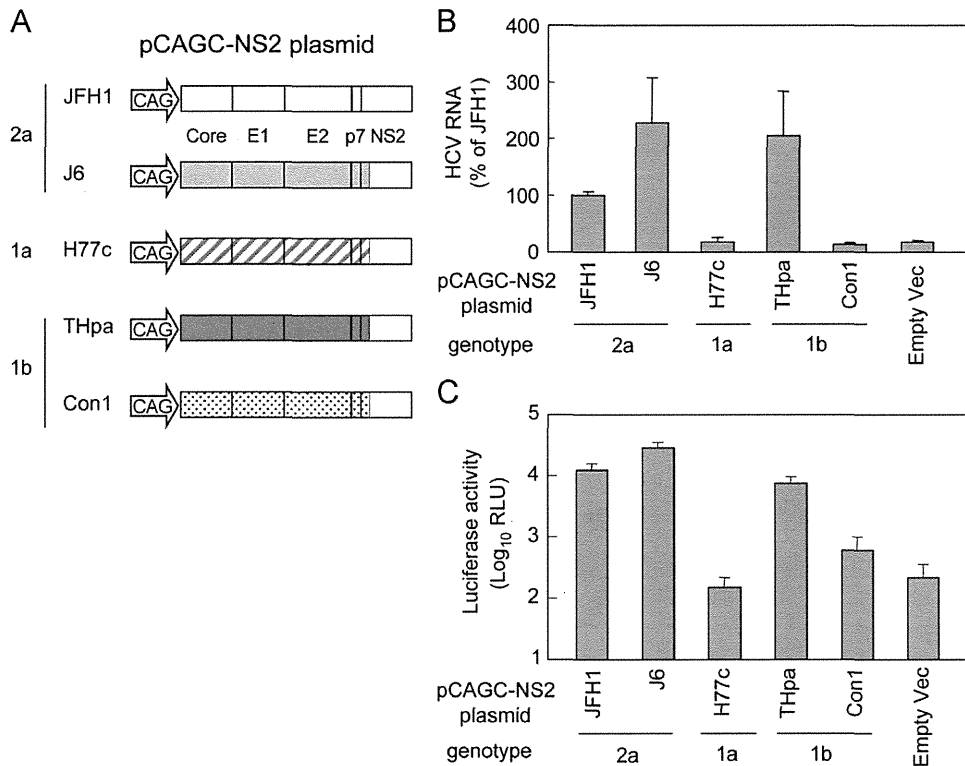 A
pCAGC-NS2 plasmid
2a
JFH1
CAG
Core E1 E2 p7 NS2
J6
CAG
1a
H77c
CAG
1b
THpa
CAG
Con1
CAG
B
HCV RNA
(% of JFH1)
400
300
200
100
0
pCAGC-NS2
plasmid
JFH1
J6
H77c
THpa
Con1
Empty Vec
genotype
2a
1a
1b
C
Luciferase activity
(Log10 RLU)
5
4
3
2
1
pCAGC-NS2
plasmid
JFH1
J6
H77c
THpa
Con1
Empty Vec
genotype
2a
1a
1b